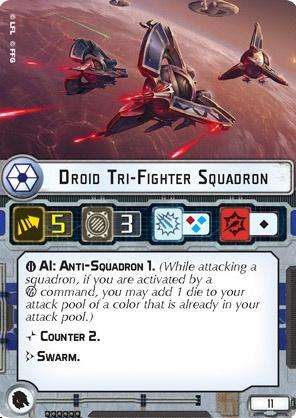 © LFL © FFG
Droid Tri-Fighter Squadron
5 3
AI: Anti-Squadron 1. (While attacking a
squadron, if you are activated by a
command, you may add 1 die to your
attack pool of a color that is already in your
attack pool.)
Counter 2.
Swarm.
11